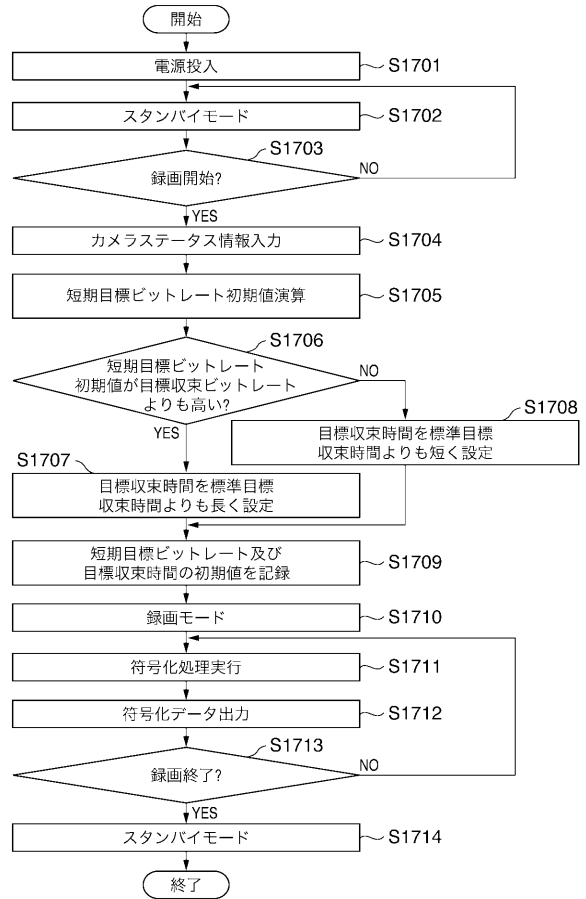 開始
電源投入
S1701
スタンバイモード
S1702
S1703
録画開始?
NO
YES
カメラステータス情報入力
S1704
短期目標ビットレート初期値演算
S1705
S1706
短期目標ビットレート
初期値が目標収束ビットレート
よりも高い?
NO
YES
S1708
目標収束時間を標準目標
収束時間よりも短く設定
S1707
目標収束時間を標準目標
収束時間よりも長く設定
短期目標ビットレート及び
目標収束時間の初期値を記録
S1709
録画モード
S1710
符号化処理実行
S1711
符号化データ出力
S1712
S1713
録画終了?
NO
YES
スタンバイモード
S1714
終了